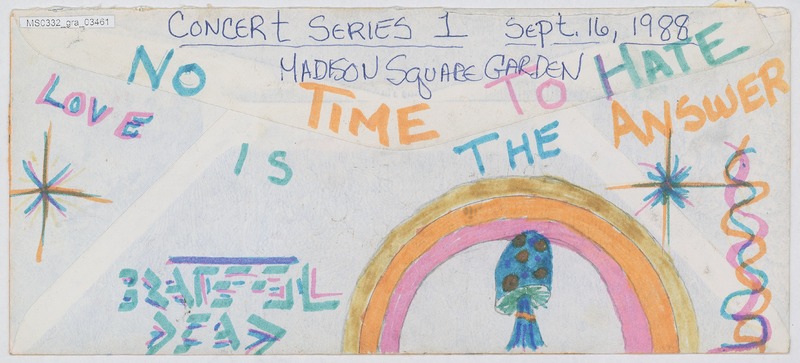 MSC332_gra_03461
CONCERT SERIES 1 Sept. 16, 1988
MADISON SQUARE GARDEN
NO TIME TO HATE
LOVE IS THE ANSWER
GRATEFUL
DEAD